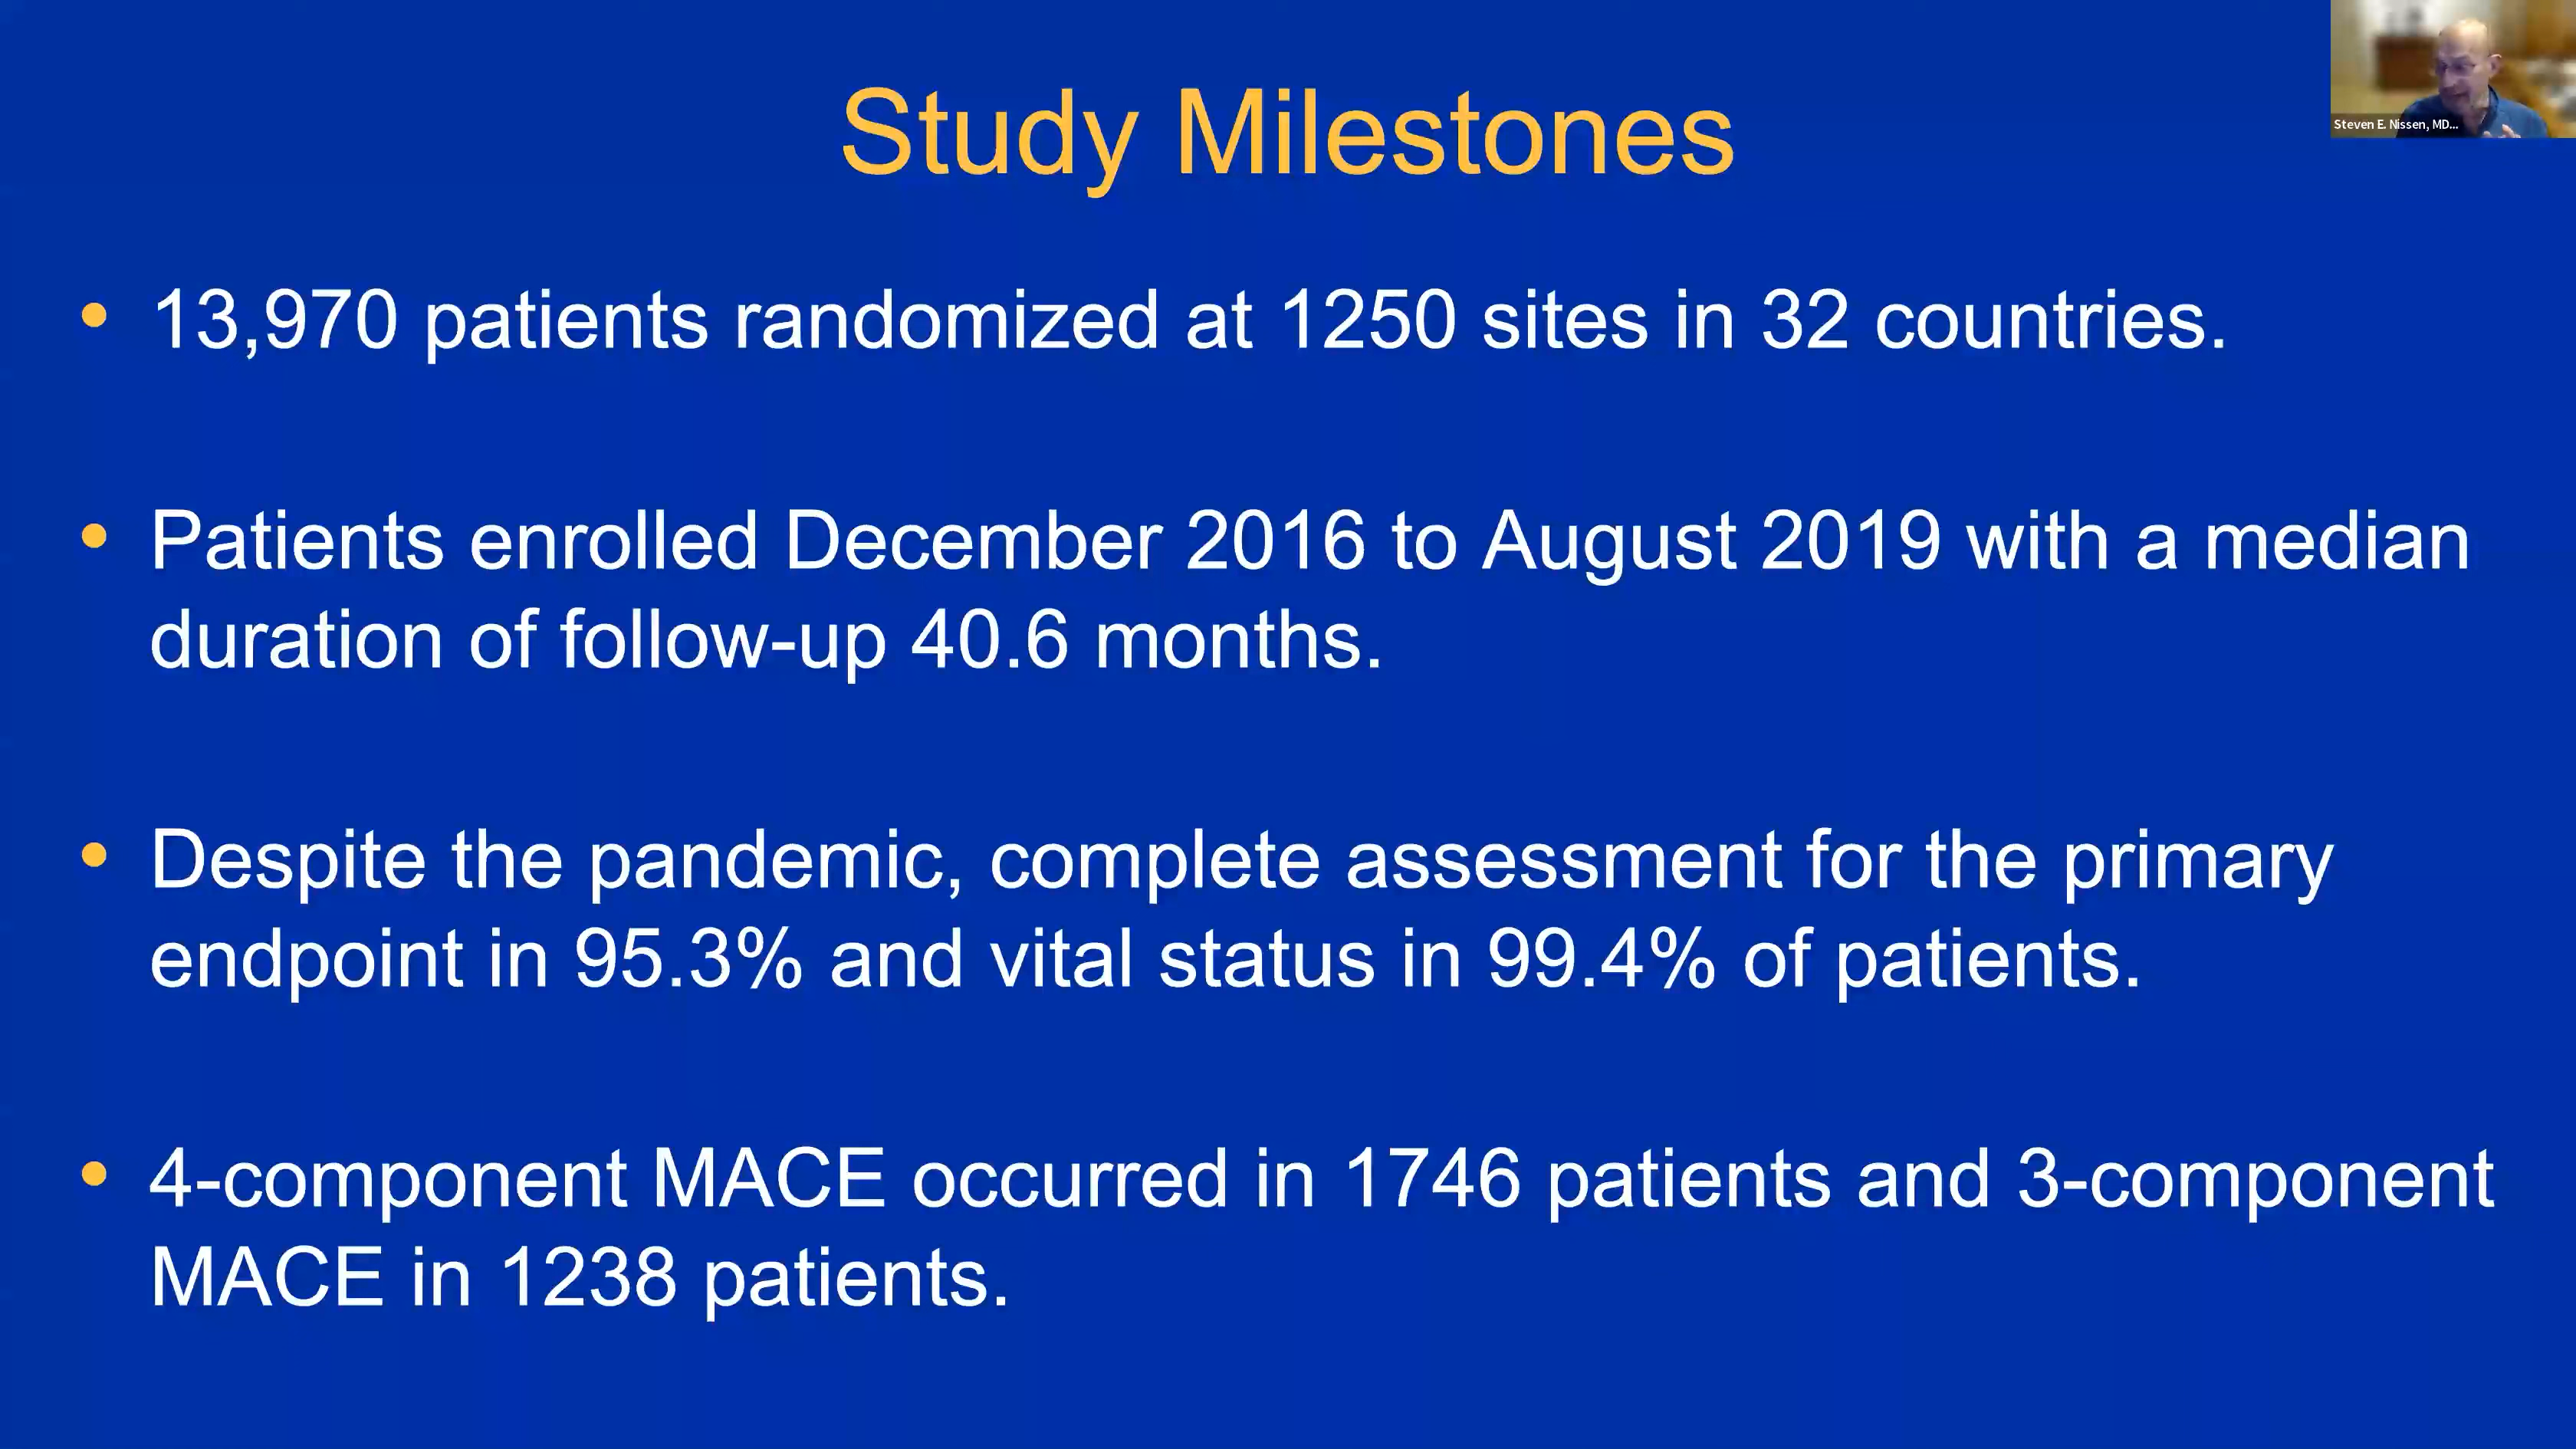 Study Milestones
Steven E. Nissen, MD...
• 13,970 patients randomized at 1250 sites in 32 countries.
• Patients enrolled December 2016 to August 2019 with a median
duration of follow-up 40.6 months.
• Despite the pandemic, complete assessment for the primary
endpoint in 95.3% and vital status in 99.4% of patients.
• 4-component MACE occurred in 1746 patients and 3-component
MACE in 1238 patients.